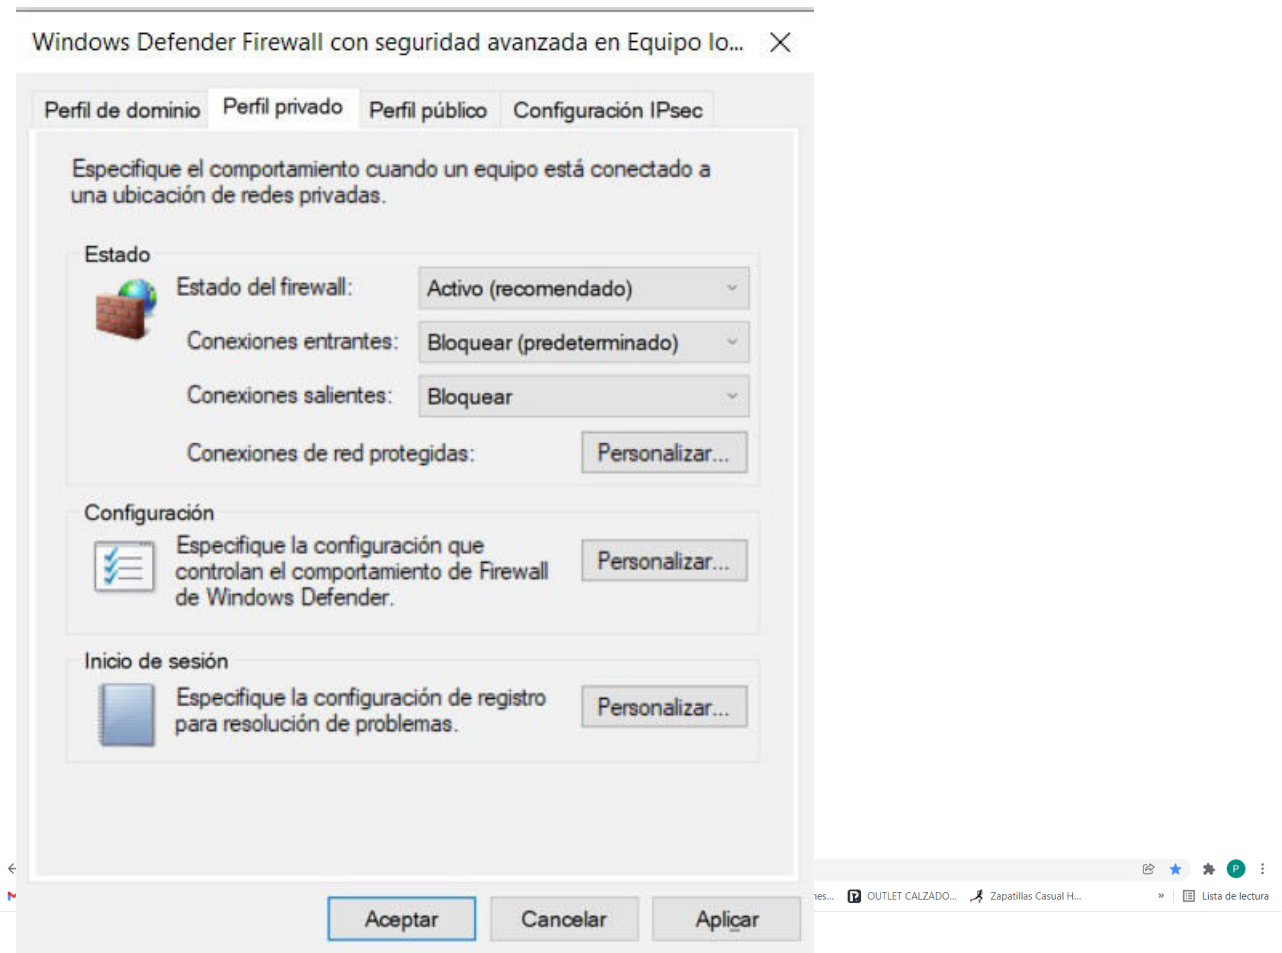 Windows Defender Firewall con seguridad avanzada en Equipo lo...
Perfil de dominio
Perfil privado
Perfil público
Configuración IPsec
Especifique el comportamiento cuando un equipo está conectado a
una ubicación de redes privadas.
Estado
Estado del firewall:
Activo (recomendado)
Conexiones entrantes:
Bloquear (predeterminado)
Conexiones salientes:
Bloquear
Conexiones de red protegidas:
Personalizar...
Configuración
Especifique la configuración que
controlan el comportamiento de Firewall
de Windows Defender.
Personalizar...
Inicio de sesión
Especifique la configuración de registro
para resolución de problemas.
Personalizar...
Aceptar
Cancelar
Aplicar
P
nes...
OUTLET CALZADO...
Zapatillas Casual H...
»
Lista de lectura